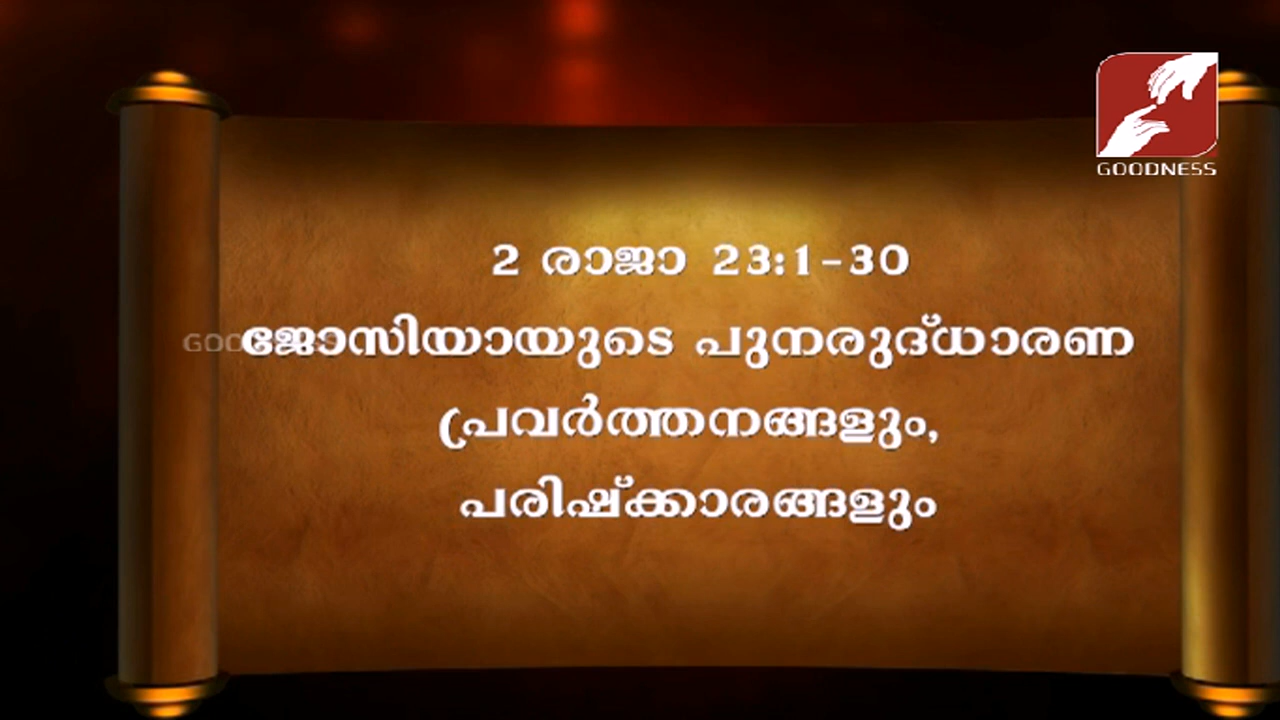 GOODNESS
2 രാജാ 23:1-30
ജോസിയായുടെ പുനരുദ്ധാരണ
പ്രവർത്തനങ്ങളും,
പരിഷ്ക്കാരങ്ങളും